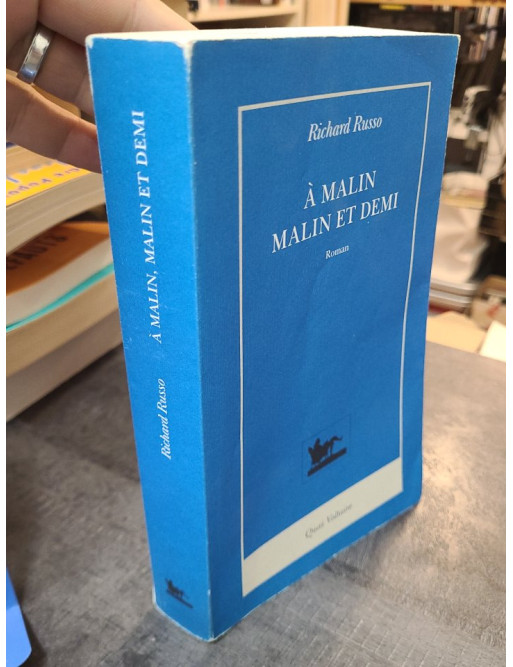 Richard Russo
À MALIN
MALIN ET DEMI
Roman
Quai Voltaire
Richard Russo À MALIN, MALIN ET DEMI